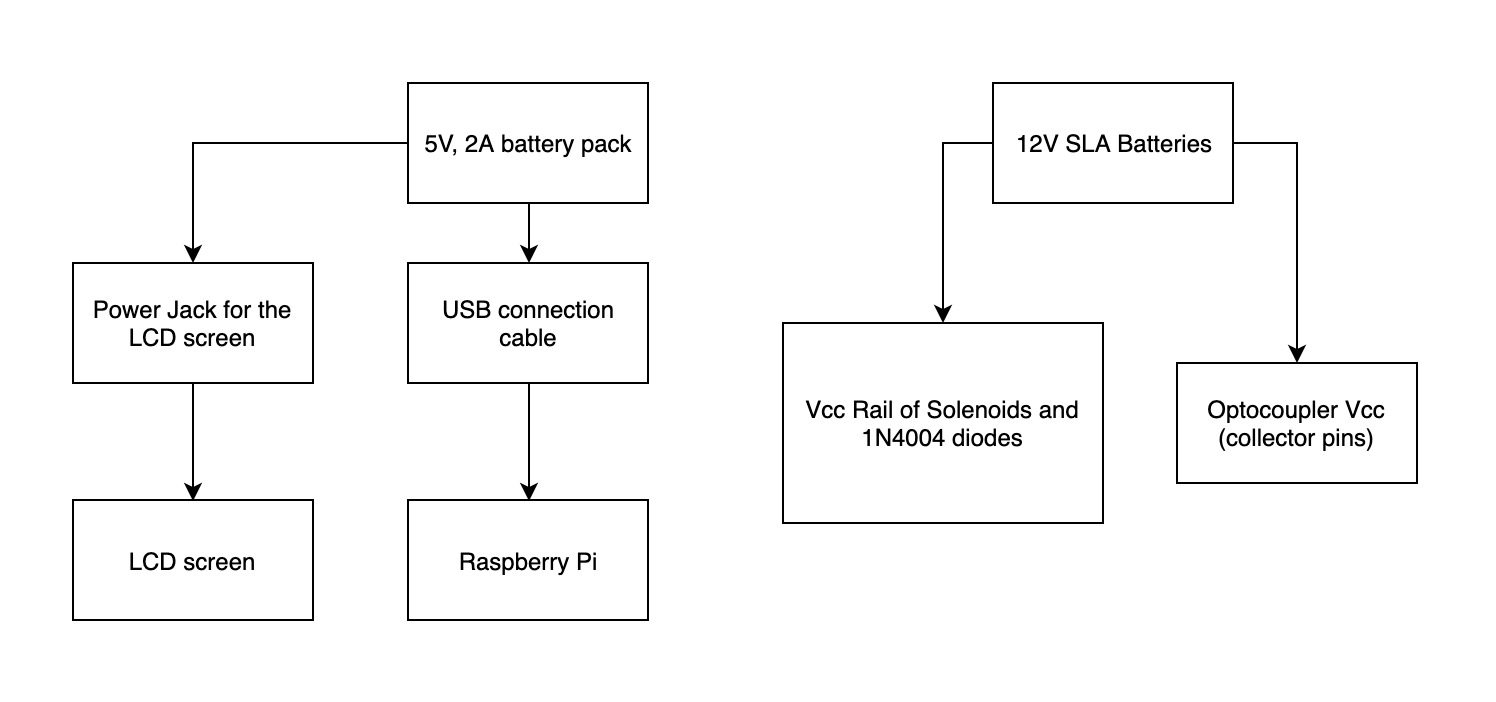 5V, 2A battery pack
12V SLA Batteries
Power Jack for the
LCD screen
USB connection
cable
Vcc Rail of Solenoids and
1N4004 diodes
Optocoupler Vcc
(collector pins)
LCD screen
Raspberry Pi